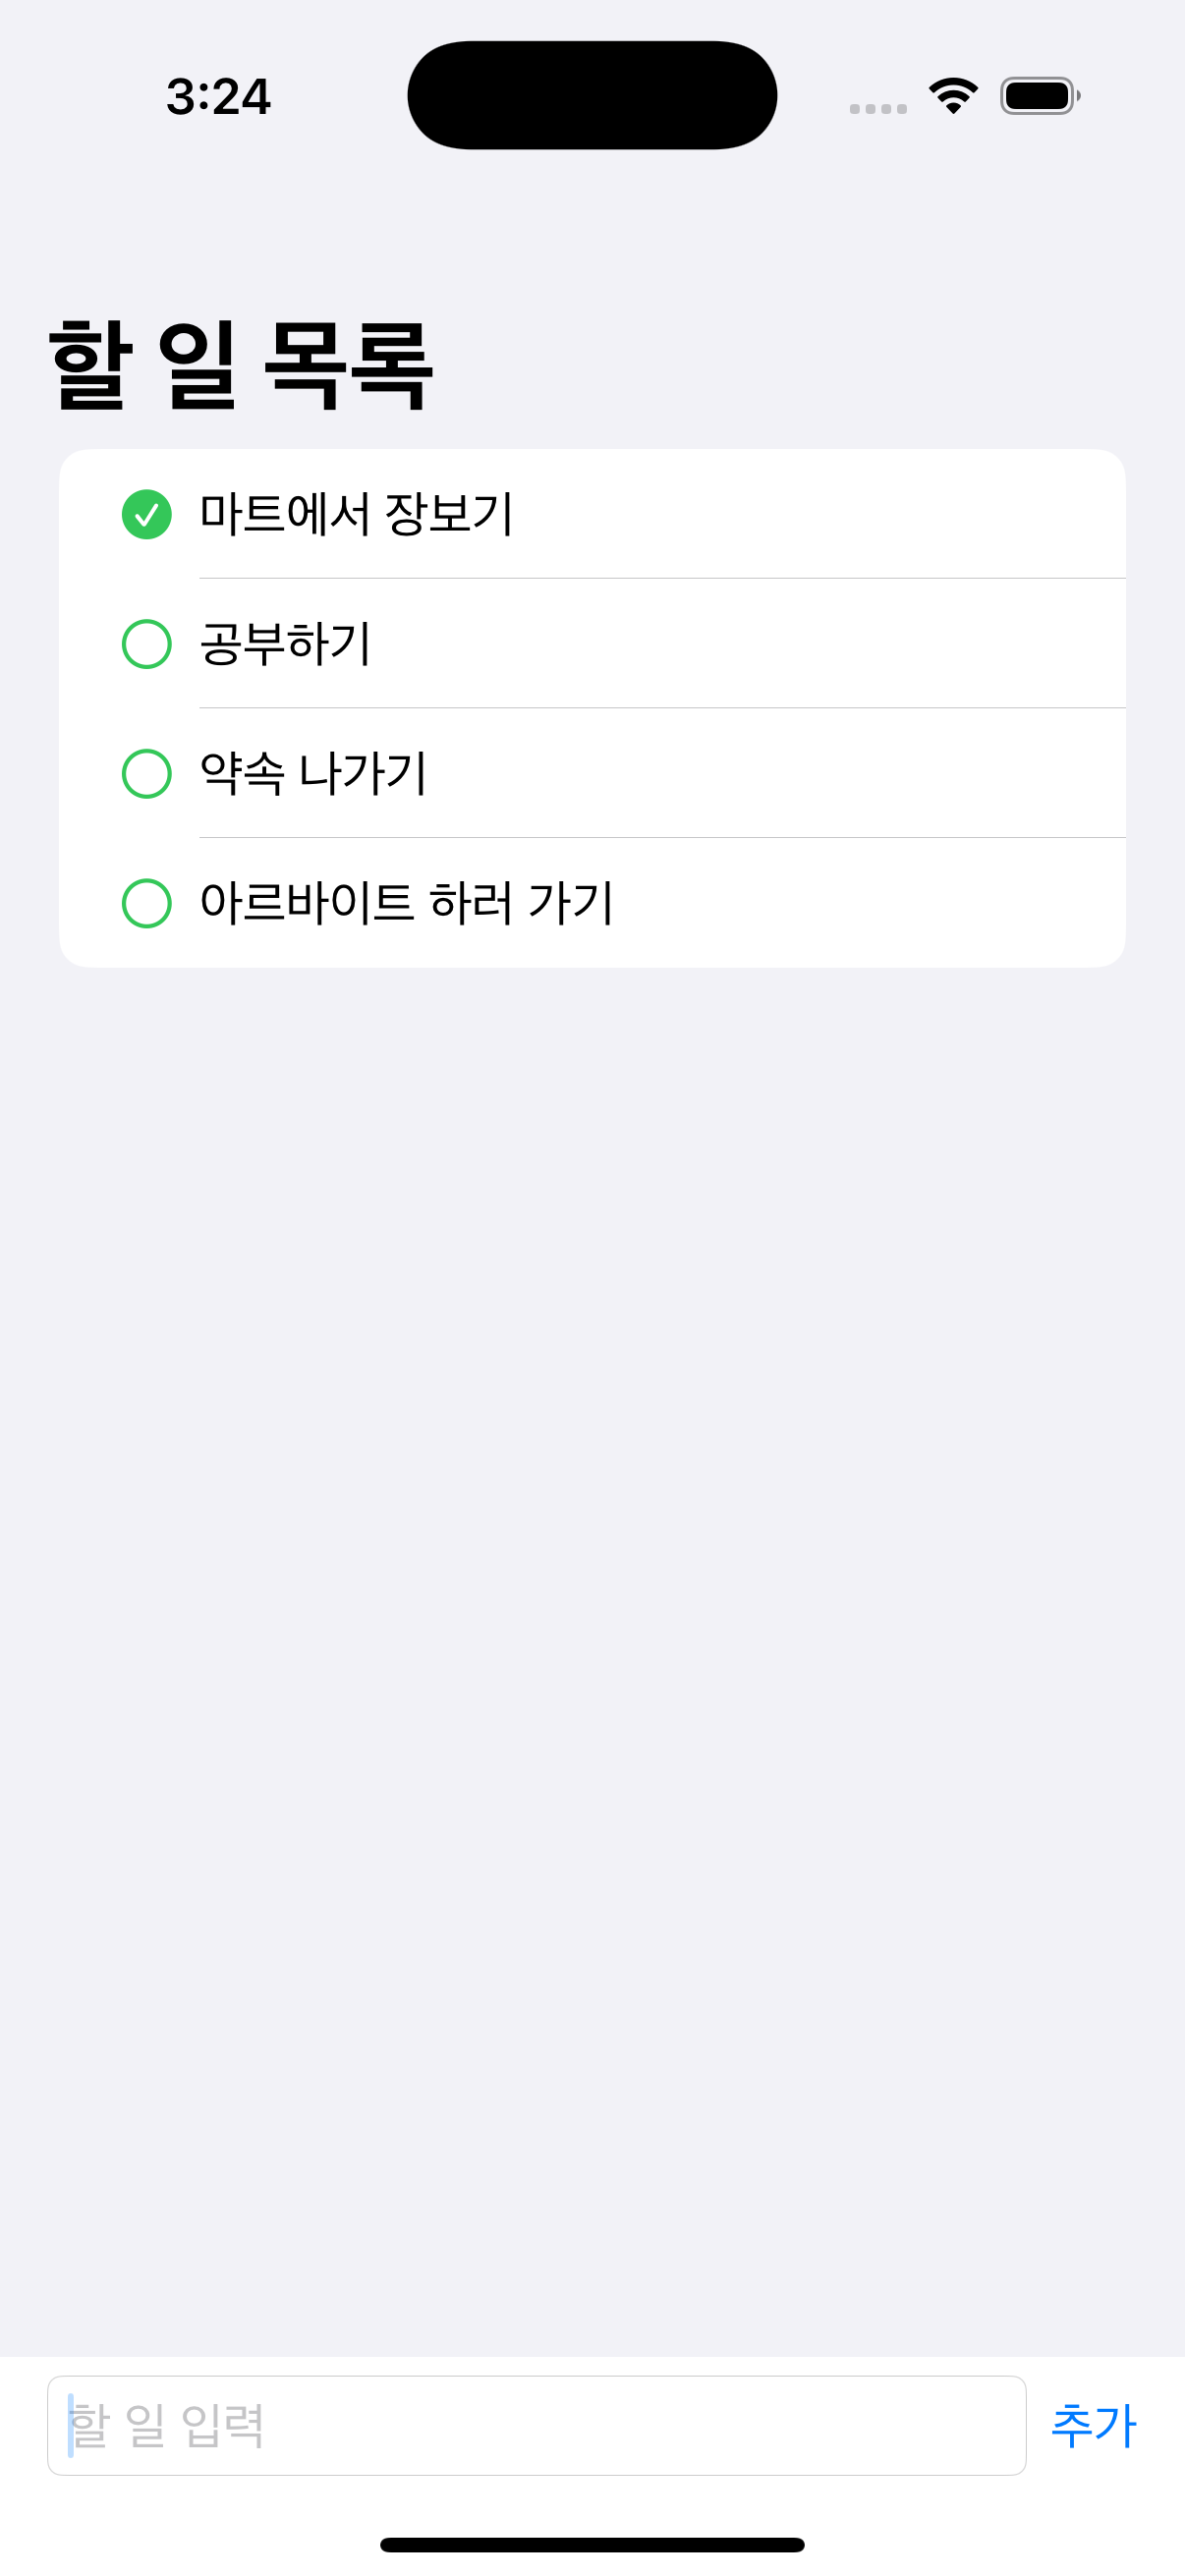 3:24
할 일 목록
마트에서 장보기
공부하기
약속 나가기
아르바이트 하러 가기
할 일 입력
추가